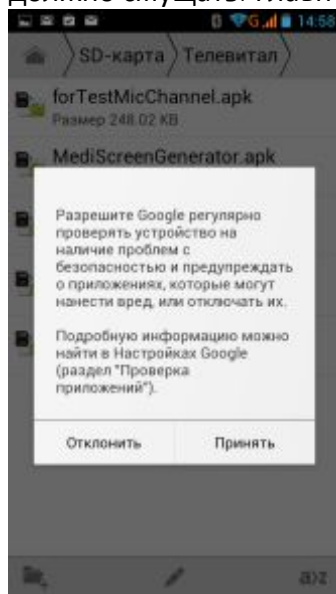 14:58
SD-карта Телевитал
forTestMicChannel.apk
Размер 248.02 KB
MediScreenGenerator.apk
Разрешите Google регулярно
проверять устройство на
наличие проблем с
безопасностью и предупреждать
о приложениях, которые могут
нанести вред, или отключать их.
Подробную информацию можно
найти в Настройках Google
(раздел "Проверка
приложений").
Отклонить Принять
a)z